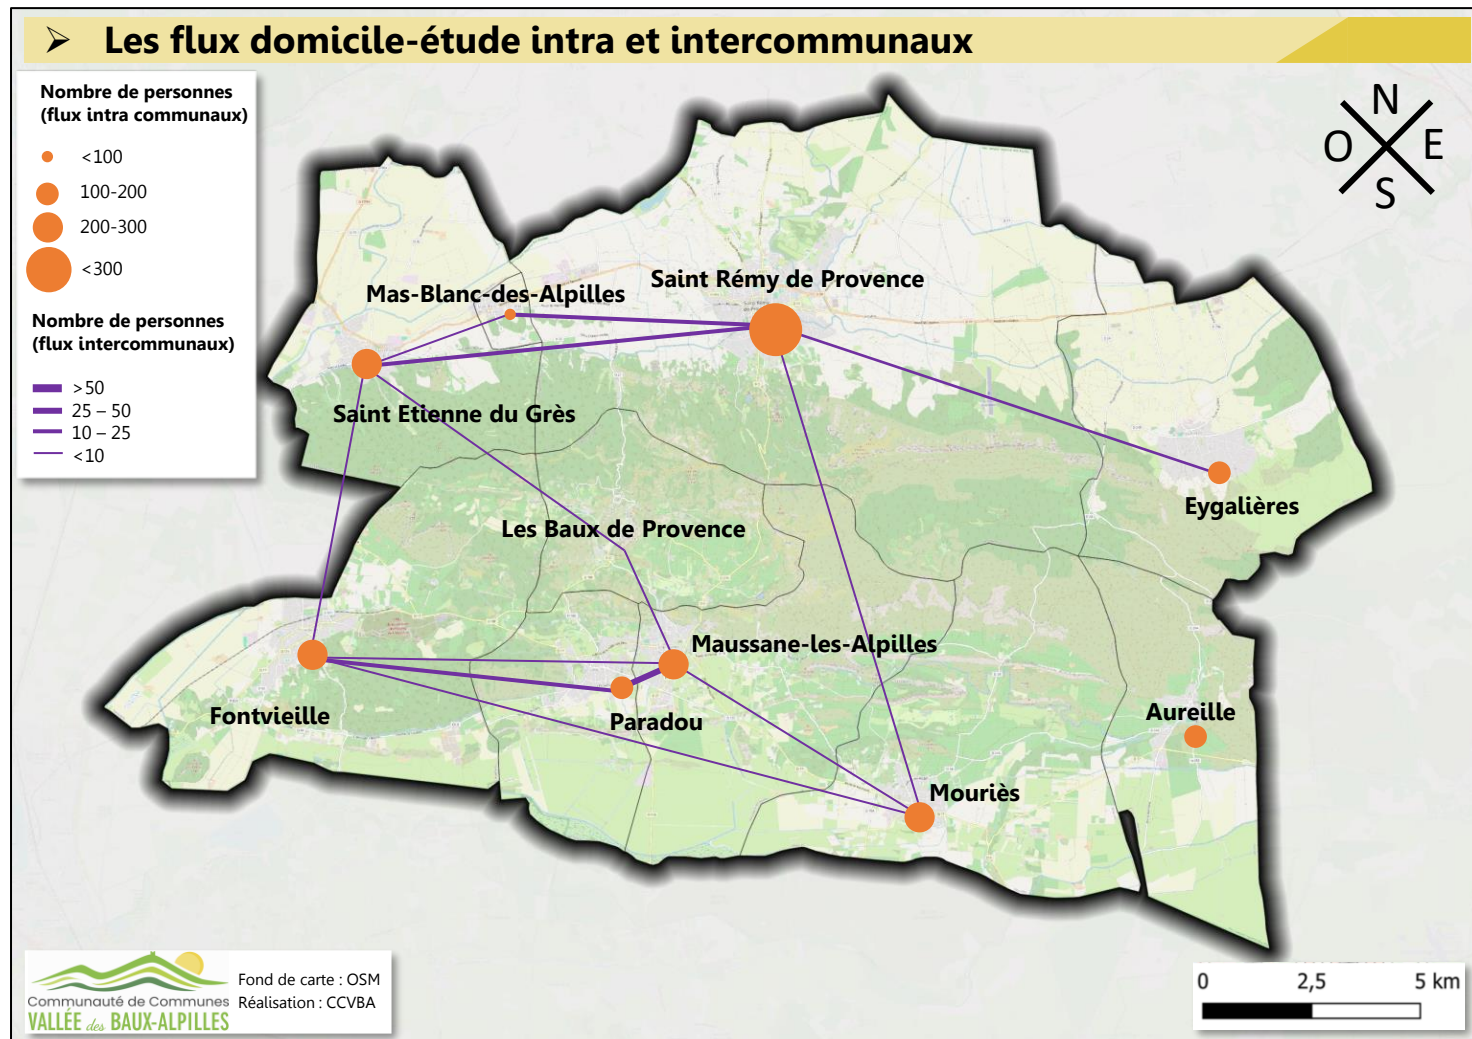 ➢ Les flux domicile-étude intra et intercommunaux
Nombre de personnes
(flux intra communaux)
<100
100-200
200-300
<300
Nombre de personnes
(flux intercommunaux)
>50
25 – 50
10 – 25
<10
N
O
E
S
Saint Rémy de Provence
Mas-Blanc-des-Alpilles
Saint Etienne du Grès
Eygalières
Les Baux de Provence
Maussane-les-Alpilles
Fontvieille
Paradou
Aureille
Mouriès
Communauté de Communes
VALLÉE des BAUX-ALPILLES
Fond de carte : OSM
Réalisation : CCVBA
0 2,5 5 km